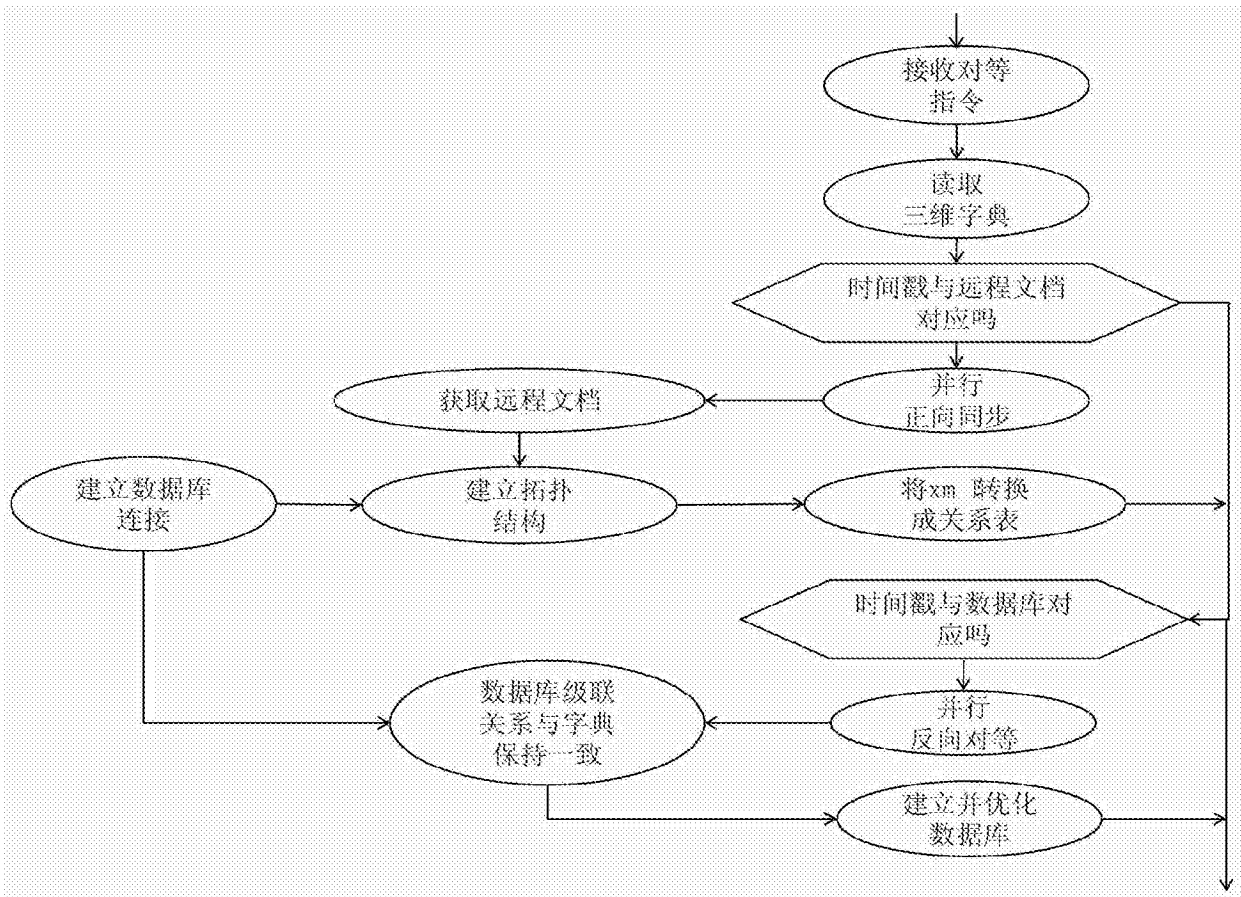 接收对等
指令
读取
三维字典
时间戳与远程文档
对应吗
并行
正向同步
获取远程文档
建立数据库
连接
建立拓扑
结构
将xml转换
成关系表
时间戳与数据库对
应吗
并行
反向对等
数据库级联
关系与字典
保持一致
建立并优化
数据库